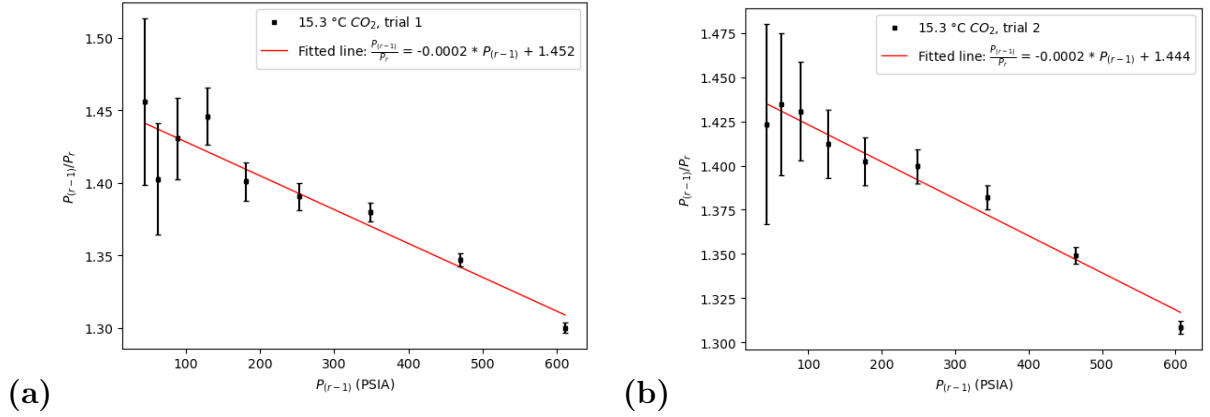 15.3 °C CO₂, trial 1
Fitted line: P₍ᵣ₋₁₎/Pᵣ = -0.0002 * P₍ᵣ₋₁₎ + 1.452
1.50
1.45
1.40
1.35
1.30
P₍ᵣ₋₁₎/Pᵣ
100 200 300 400 500 600
P₍ᵣ₋₁₎ (PSIA)
(a)
15.3 °C CO₂, trial 2
Fitted line: P₍ᵣ₋₁₎/Pᵣ = -0.0002 * P₍ᵣ₋₁₎ + 1.444
1.475
1.450
1.425
1.400
1.375
1.350
1.325
1.300
P₍ᵣ₋₁₎/Pᵣ
100 200 300 400 500 600
P₍ᵣ₋₁₎ (PSIA)
(b)